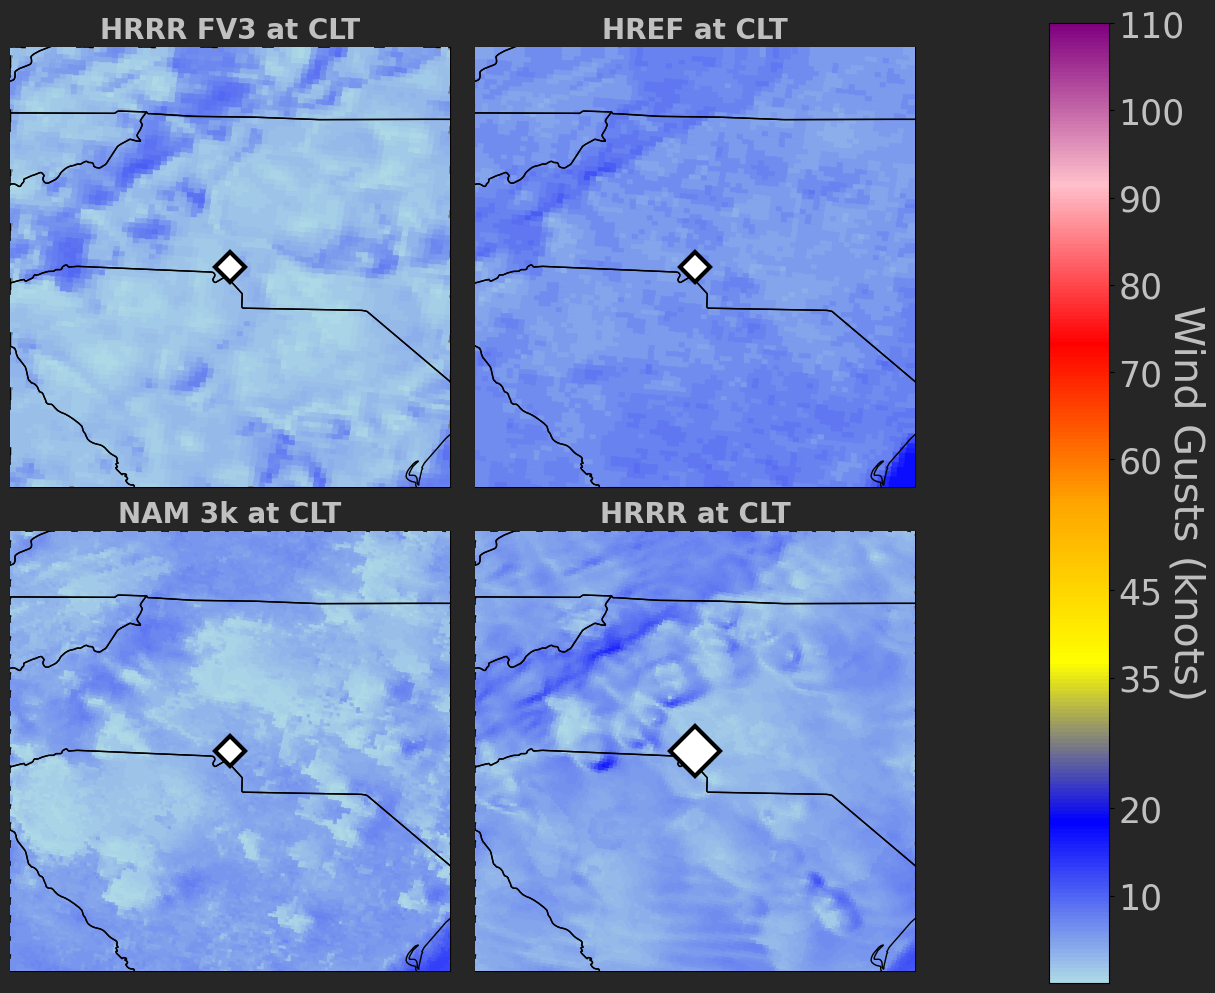 HRRR FV3 at CLT
HREF at CLT
NAM 3k at CLT
HRRR at CLT
110
100
90
80
70
60
45
35
20
10
Wind Gusts (knots)